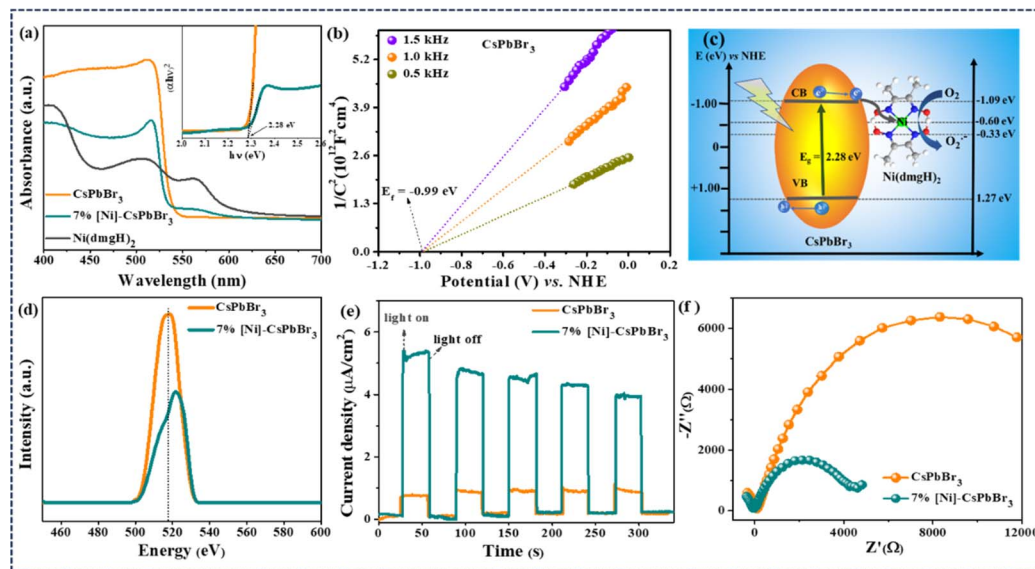 (a)
Absorbance (a.u.)
CsPbBr₃
7% [Ni]-CsPbBr₃
Ni(dmgH)₂
400 450 500 550 600 650 700
Wavelength (nm)
(αhν)²
2.28 eV
2.0 2.1 2.2 2.3 2.4 2.5 2.6
hν (eV)
(b)
1/C² (10¹² F⁻² cm⁴)
5.2
3.9
2.6
1.3
0.0
1.5 kHz
1.0 kHz
0.5 kHz
CsPbBr₃
E_f = -0.99 eV
-1.2 -1.0 -0.8 -0.6 -0.4 -0.2 0.0
Potential (V) vs. NHE
(c)
E (eV) vs NHE
-1.00
0
+1.00
CB
e⁻ e⁻
E_g = 2.28 eV
VB
h⁺ h⁺
CsPbBr₃
Ni
Ni(dmgH)₂
O₂
O₂·⁻
-1.09 eV
-0.60 eV
-0.33 eV
1.27 eV
(d)
Intensity (a.u.)
CsPbBr₃
7% [Ni]-CsPbBr₃
460 480 500 520 540 560 580 600
Energy (eV)
(e)
Current density (μA/cm²)
8
6
4
2
0
CsPbBr₃
7% [Ni]-CsPbBr₃
light on
light off
0 50 100 150 200 250 300
Time (S)
(f)
-Z''(Ω)
6000
4000
2000
0
CsPbBr₃
7% [Ni]-CsPbBr₃
0 4000 8000 12000
Z'(Ω)